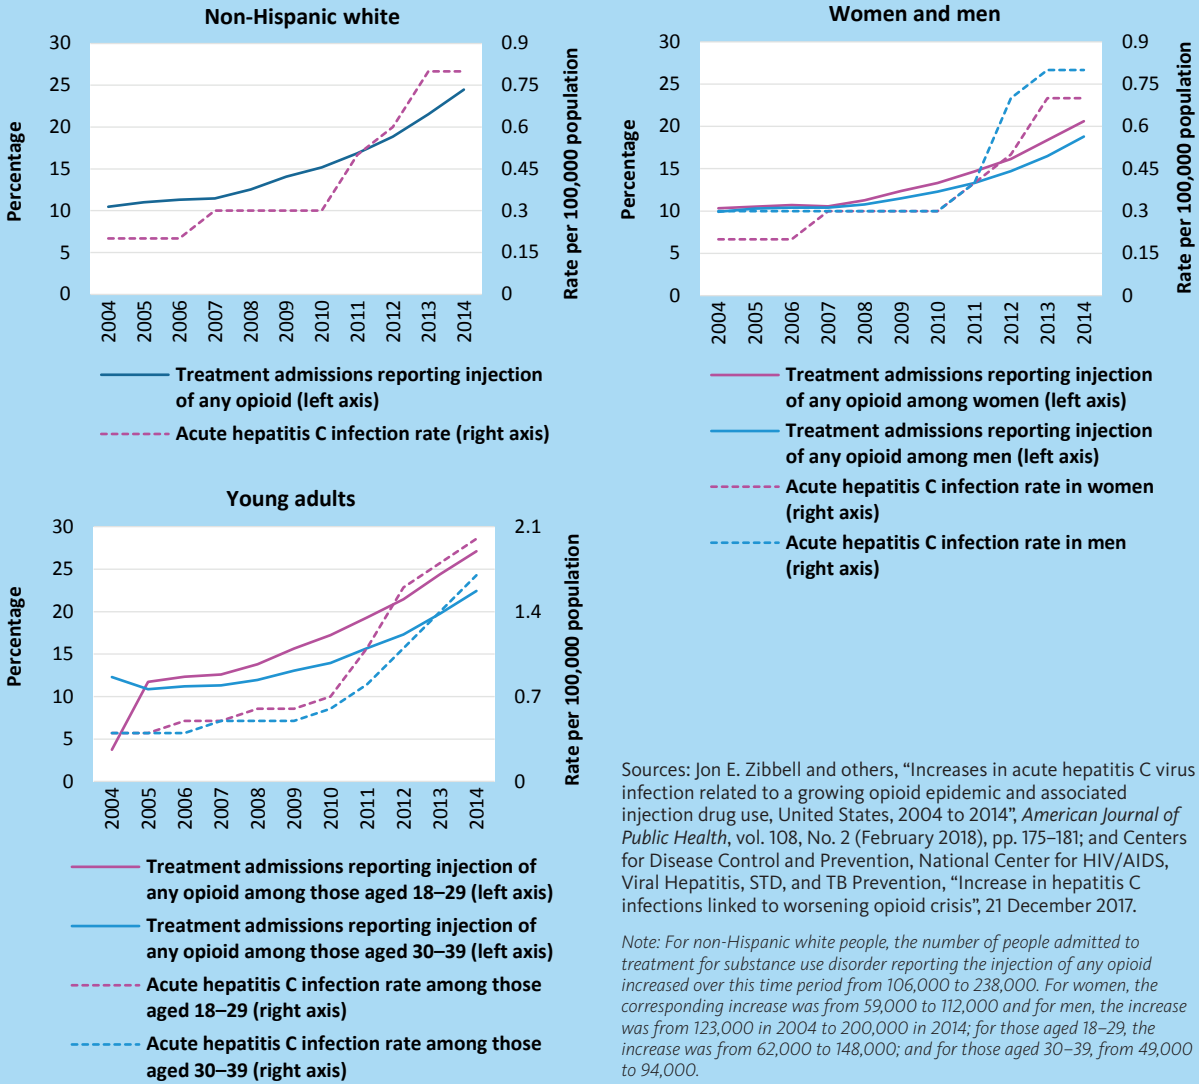 Non-Hispanic white
Percentage
30
25
20
15
10
5
0
0.9
0.75
0.6
0.45
0.3
0.15
0
Rate per 100,000 population
2004
2005
2006
2007
2008
2009
2010
2011
2012
2013
2014
Treatment admissions reporting injection
of any opioid (left axis)
Acute hepatitis C infection rate (right axis)
Women and men
Percentage
30
25
20
15
10
5
0
0.9
0.75
0.6
0.45
0.3
0.15
0
Rate per 100,000 population
2004
2005
2006
2007
2008
2009
2010
2011
2012
2013
2014
Treatment admissions reporting injection
of any opioid among women (left axis)
Treatment admissions reporting injection
of any opioid among men (left axis)
Acute hepatitis C infection rate in women
(right axis)
Acute hepatitis C infection rate in men
(right axis)
Young adults
Percentage
30
25
20
15
10
5
0
2.1
1.4
0.7
0
Rate per 100,000 population
2004
2005
2006
2007
2008
2009
2010
2011
2012
2013
2014
Treatment admissions reporting injection of
any opioid among those aged 18–29 (left axis)
Treatment admissions reporting injection of
any opioid among those aged 30–39 (left axis)
Acute hepatitis C infection rate among those
aged 18–29 (right axis)
Acute hepatitis C infection rate among those
aged 30–39 (right axis)
Sources: Jon E. Zibbell and others, “Increases in acute hepatitis C virus
infection related to a growing opioid epidemic and associated
injection drug use, United States, 2004 to 2014”, American Journal of
Public Health, vol. 108, No. 2 (February 2018), pp. 175–181; and Centers
for Disease Control and Prevention, National Center for HIV/AIDS,
Viral Hepatitis, STD, and TB Prevention, “Increase in hepatitis C
infections linked to worsening opioid crisis”, 21 December 2017.
Note: For non-Hispanic white people, the number of people admitted to
treatment for substance use disorder reporting the injection of any opioid
increased over this time period from 106,000 to 238,000. For women, the
corresponding increase was from 59,000 to 112,000 and for men, the increase
was from 123,000 in 2004 to 200,000 in 2014; for those aged 18–29, the
increase was from 62,000 to 148,000; and for those aged 30–39, from 49,000
to 94,000.